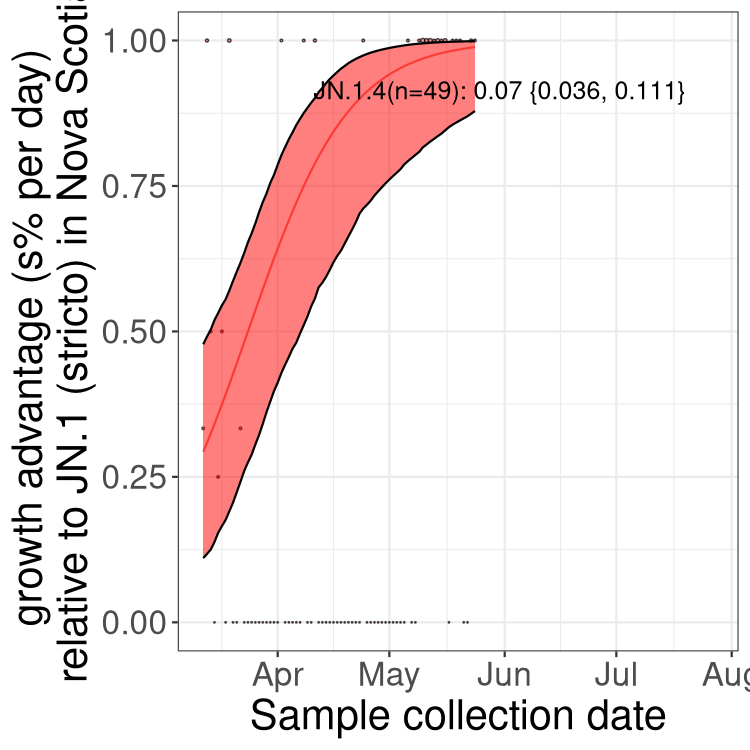 growth advantage (s% per day)
relative to JN.1 (stricto) in Nova Scotia
1.00
0.75
0.50
0.25
0.00
JN.1.4(n=49): 0.07 {0.036, 0.111}
Apr May Jun Jul Aug
Sample collection date